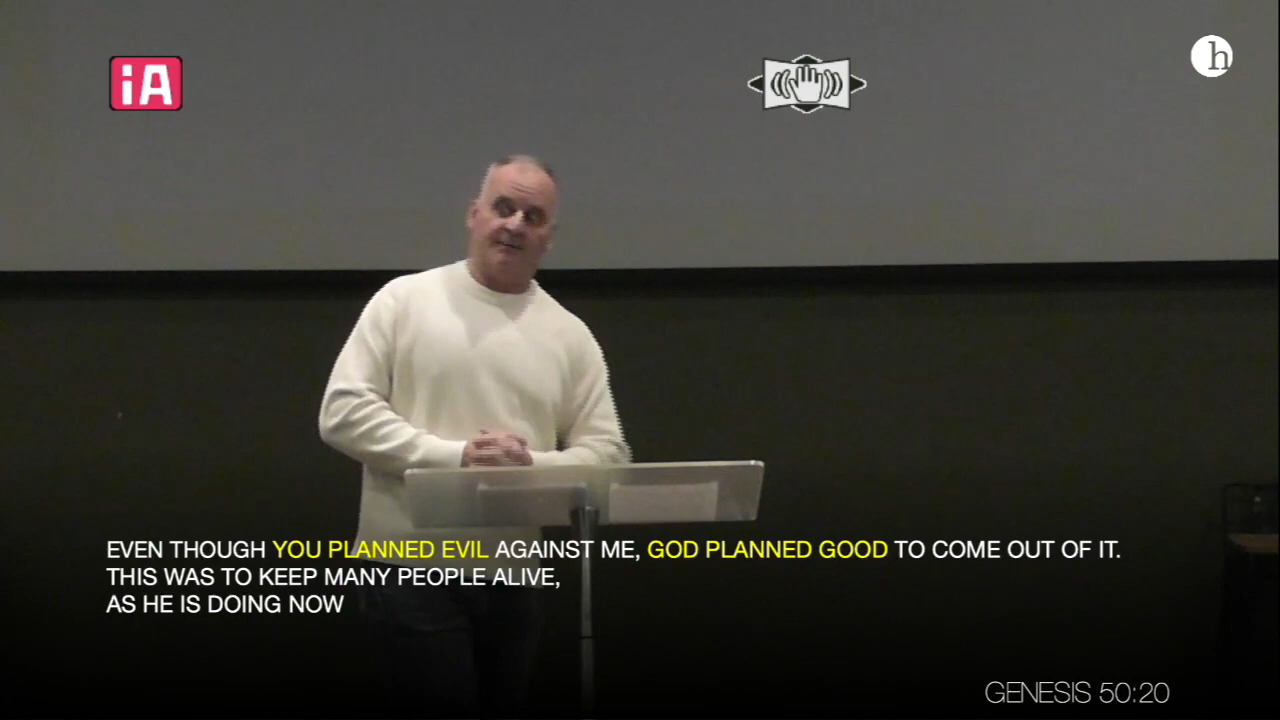 iA
h
EVEN THOUGH YOU PLANNED EVIL AGAINST ME, GOD PLANNED GOOD TO COME OUT OF IT.
THIS WAS TO KEEP MANY PEOPLE ALIVE,
AS HE IS DOING NOW
GENESIS 50:20